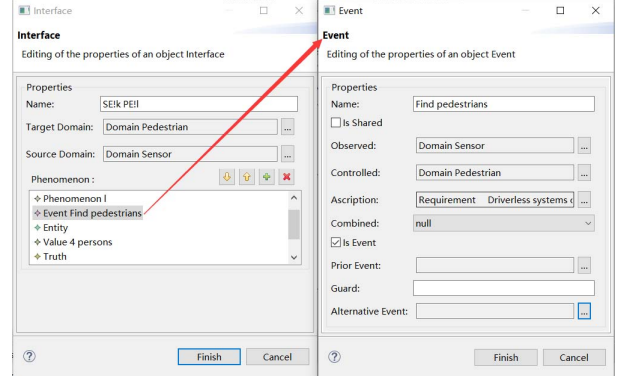 Interface
Interface
Editing of the properties of an object Interface
Properties
Name: SE!k PE!l
Target Domain: Domain Pedestrian ...
Source Domain: Domain Sensor ...
Phenomenon :
Phenomenon l
Event Find pedestrians
Entity
Value 4 persons
Truth
? Finish Cancel
Event
Event
Editing of the properties of an object Event
Properties
Name: Find pedestrians
Is Shared
Observed: Domain Sensor ...
Controlled: Domain Pedestrian ...
Ascription: Requirement Driverless systems ...
Combined: null
Is Event
Prior Event: ...
Guard:
Alternative Event: ...
? Finish Cancel